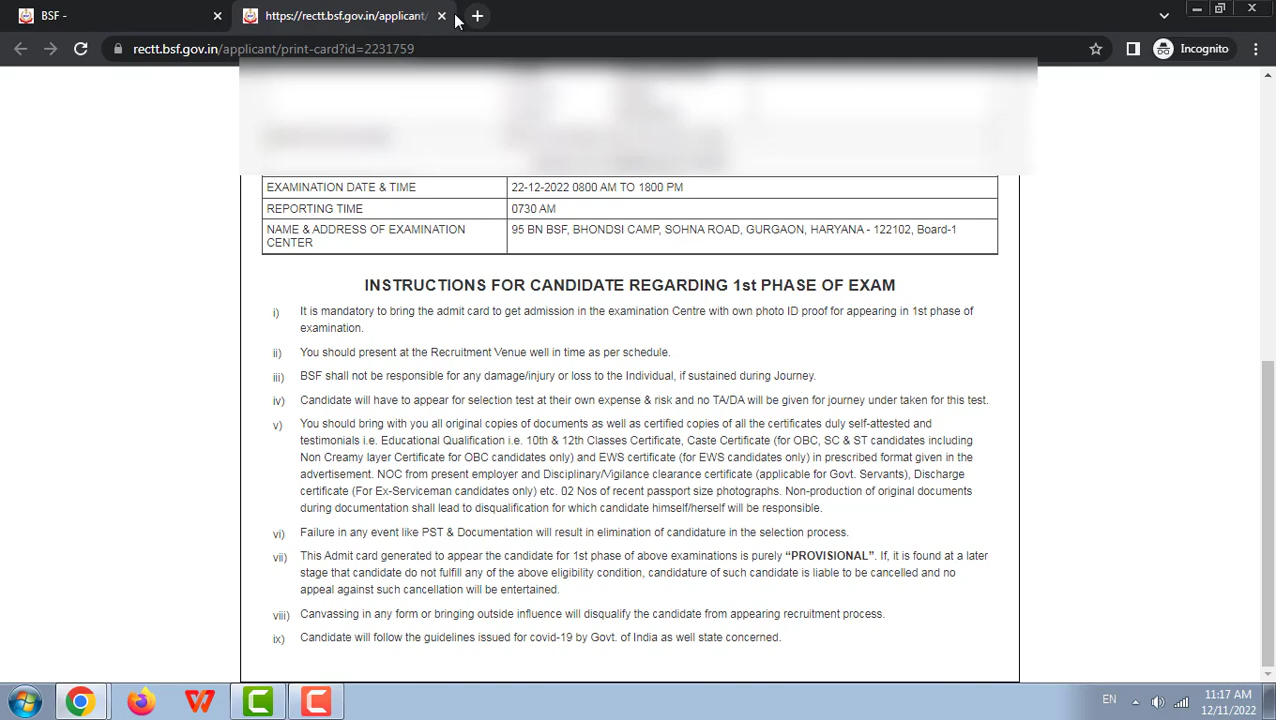 BSF -
https://rectt.bsf.gov.in/applicant/
rectt.bsf.gov.in/applicant/print-card?id=2231759
Incognito
EXAMINATION DATE & TIME 22-12-2022 0800 AM TO 1800 PM
REPORTING TIME 0730 AM
NAME & ADDRESS OF EXAMINATION 95 BN BSF, BHONDSI CAMP, SOHNA ROAD, GURGAON, HARYANA - 122102, Board-1
CENTER
INSTRUCTIONS FOR CANDIDATE REGARDING 1st PHASE OF EXAM
i) It is mandatory to bring the admit card to get admission in the examination Centre with own photo ID proof for appearing in 1st phase of
examination.
ii) You should present at the Recruitment Venue well in time as per schedule.
iii) BSF shall not be responsible for any damage/injury or loss to the Individual, if sustained during Journey.
iv) Candidate will have to appear for selection test at their own expense & risk and no TA/DA will be given for journey under taken for this test.
v) You should bring with you all original copies of documents as well as certified copies of all the certificates duly self-attested and
testimonials i.e. Educational Qualification i.e. 10th & 12th Classes Certificate, Caste Certificate (for OBC, SC & ST candidates including
Non Creamy layer Certificate for OBC candidates only) and EWS certificate (for EWS candidates only) in prescribed format given in the
advertisement. NOC from present employer and Disciplinary/Vigilance clearance certificate (applicable for Govt. Servants), Discharge
certificate (For Ex-Serviceman candidates only) etc. 02 Nos of recent passport size photographs. Non-production of original documents
during documentation shall lead to disqualification for which candidate himself/herself will be responsible.
vi) Failure in any event like PST & Documentation will result in elimination of candidature in the selection process.
vii) This Admit card generated to appear the candidate for 1st phase of above examinations is purely “PROVISIONAL”. If, it is found at a later
stage that candidate do not fulfill any of the above eligibility condition, candidature of such candidate is liable to be cancelled and no
appeal against such cancellation will be entertained.
viii) Canvassing in any form or bringing outside influence will disqualify the candidate from appearing recruitment process.
ix) Candidate will follow the guidelines issued for covid-19 by Govt. of India as well state concerned.
EN
11:17 AM
12/11/2022